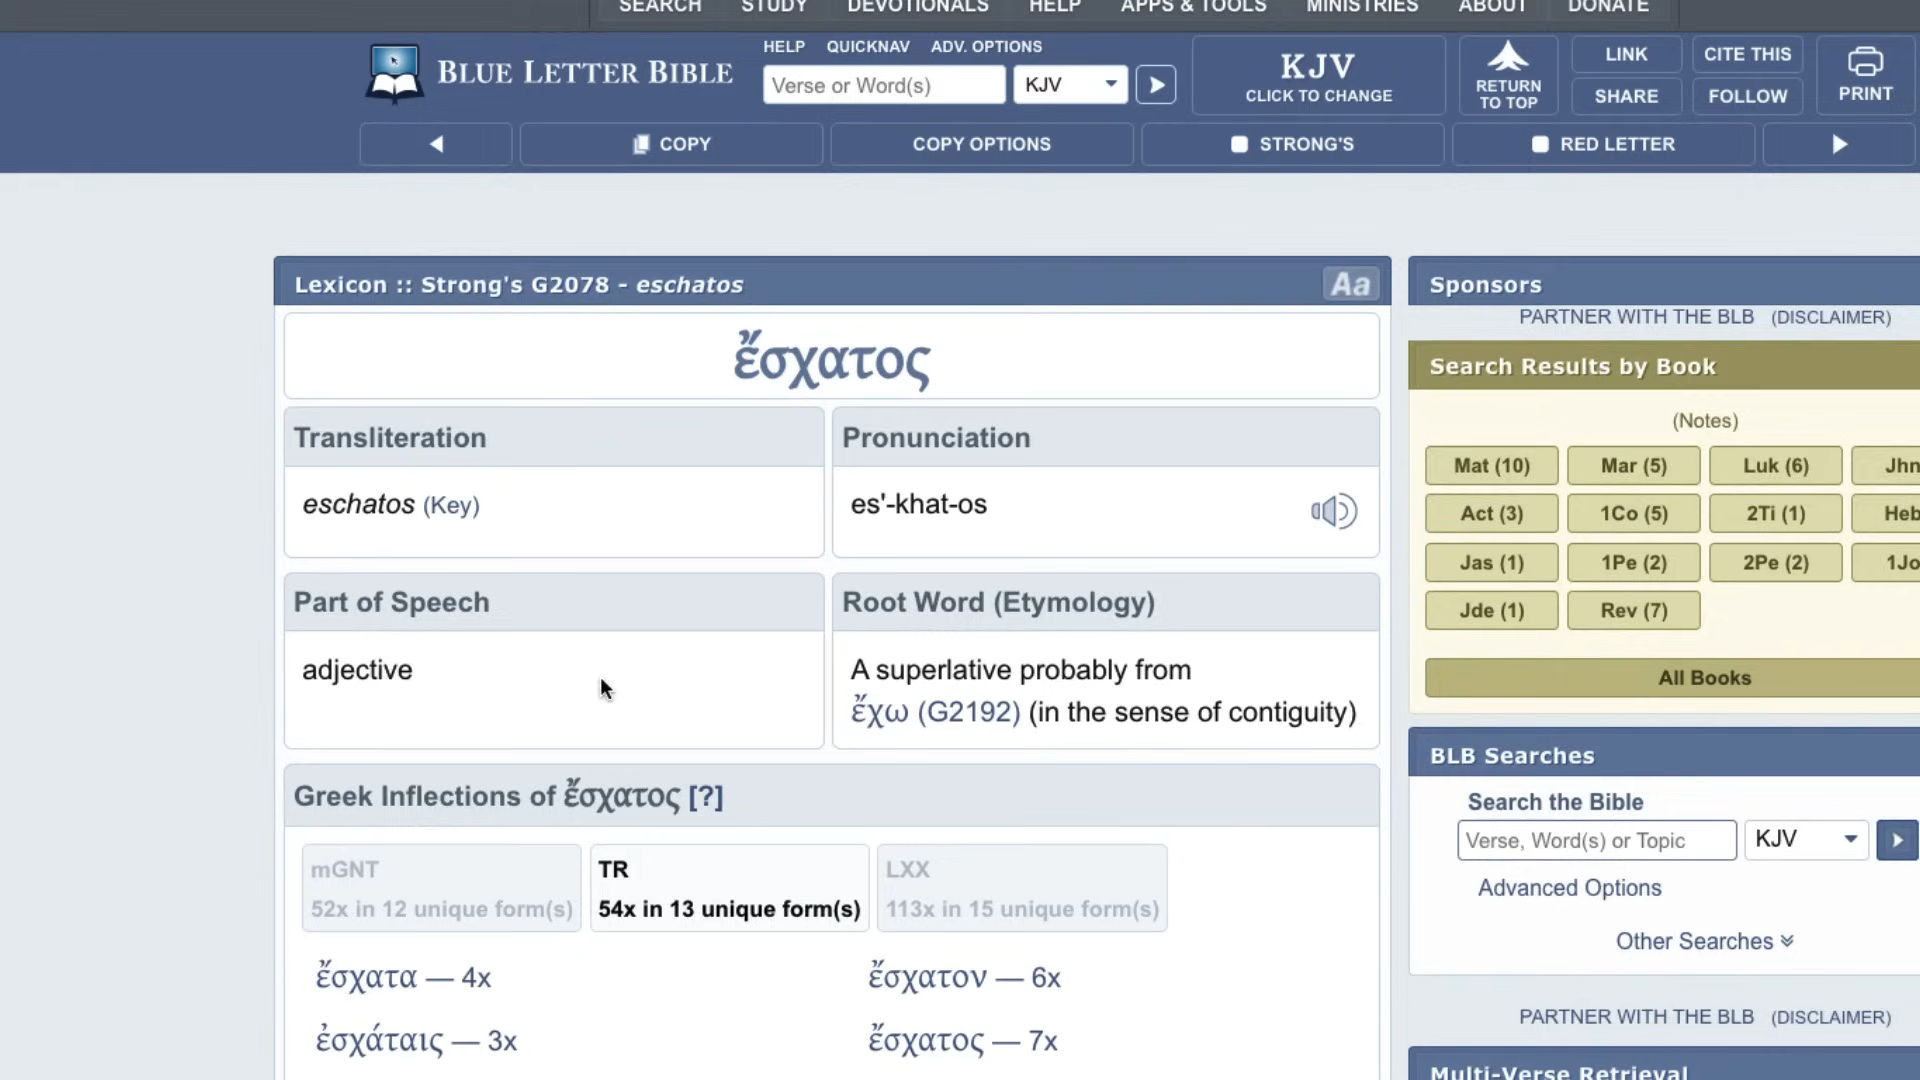 SEARCH STUDY DEVOTIONALS HELP APPS & TOOLS MINISTRIES ABOUT DONATE
BLUE LETTER BIBLE
HELP QUICKNAV ADV. OPTIONS
Verse or Word(s) KJV
KJV
CLICK TO CHANGE
RETURN
TO TOP
LINK CITE THIS
SHARE FOLLOW
PRINT
COPY COPY OPTIONS STRONG'S RED LETTER
Lexicon :: Strong's G2078 - eschatos Aa
ἔσχατος
Transliteration Pronunciation
eschatos (Key) es'-khat-os
Part of Speech Root Word (Etymology)
adjective
A superlative probably from
ἔχω (G2192) (in the sense of contiguity)
Greek Inflections of ἔσχατος [?]
mGNT TR LXX
52x in 12 unique form(s) 54x in 13 unique form(s) 113x in 15 unique form(s)
ἔσχατα — 4x ἔσχατον — 6x
ἐσχάταις — 3x ἔσχατος — 7x
Sponsors
PARTNER WITH THE BLB (DISCLAIMER)
Search Results by Book
(Notes)
Mat (10) Mar (5) Luk (6) Jhn
Act (3) 1Co (5) 2Ti (1) Heb
Jas (1) 1Pe (2) 2Pe (2) 1Jo
Jde (1) Rev (7)
All Books
BLB Searches
Search the Bible
Verse, Word(s) or Topic KJV
Advanced Options
Other Searches
PARTNER WITH THE BLB (DISCLAIMER)
Multi-Verse Retrieval